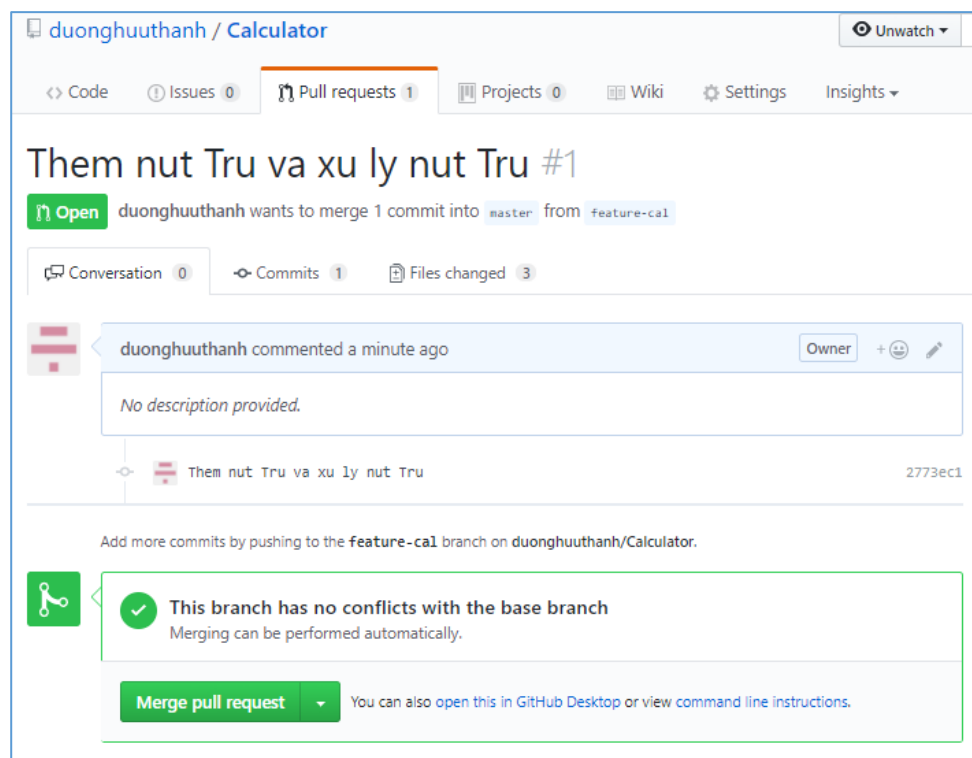 duonghuuthanh / Calculator
Unwatch
Code Issues 0 Pull requests 1 Projects 0 Wiki Settings Insights
Them nut Tru va xu ly nut Tru #1
Open duonghuuthanh wants to merge 1 commit into master from feature-cal
Conversation 0 Commits 1 Files changed 3
duonghuuthanh commented a minute ago Owner +
No description provided.
Them nut Tru va xu ly nut Tru 2773ec1
Add more commits by pushing to the feature-cal branch on duonghuuthanh/Calculator.
This branch has no conflicts with the base branch
Merging can be performed automatically.
Merge pull request You can also open this in GitHub Desktop or view command line instructions.